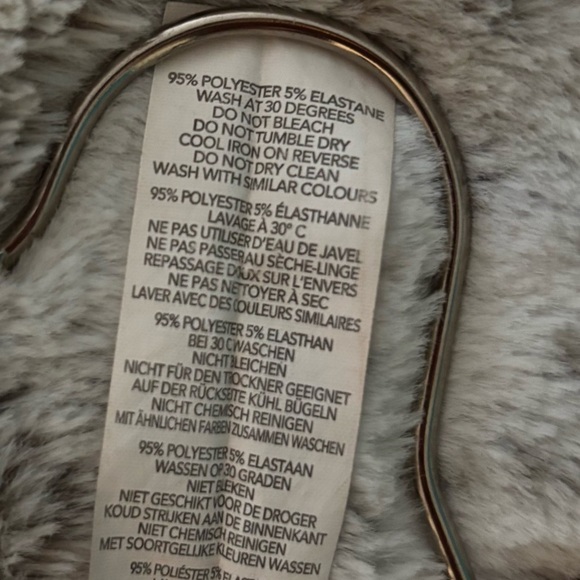 95% POLYESTER 5% ELASTANE
WASH AT 30 DEGREES
DO NOT BLEACH
DO NOT TUMBLE DRY
COOL IRON ON REVERSE
DO NOT DRY CLEAN
WASH WITH SIMILAR COLOURS
95% POLYESTER 5% ÉLASTHANNE
LAVAGE À 30° C
NE PAS UTILISER D'EAU DE JAVEL
NE PAS PASSER AU SÈCHE-LINGE
REPASSAGE DOUX SUR L'ENVERS
NE PAS NETTOYER À SEC
LAVER AVEC DES COULEURS SIMILAIRES
95% POLYESTER 5% ELASTHAN
BEI 30 C WASCHEN
NICHT BLEICHEN
NICHT FÜR DEN TROCKNER GEEIGNET
AUF DER RÜCKSEITE KÜHL BÜGELN
NICHT CHEMISCH REINIGEN
MIT ÄHNLICHEN FARBEN ZUSAMMEN WASCHEN
95% POLYESTER 5% ELASTAAN
WASSEN OP 30 GRADEN
NIET BLEKEN
NIET GESCHIKT VOOR DE DROGER
KOUD STRIJKEN AAN DE BINNENKANT
NIET CHEMISCH REINIGEN
MET SOORTGELIJKE KLEUREN WASSEN
95% POLIÉSTER 5%